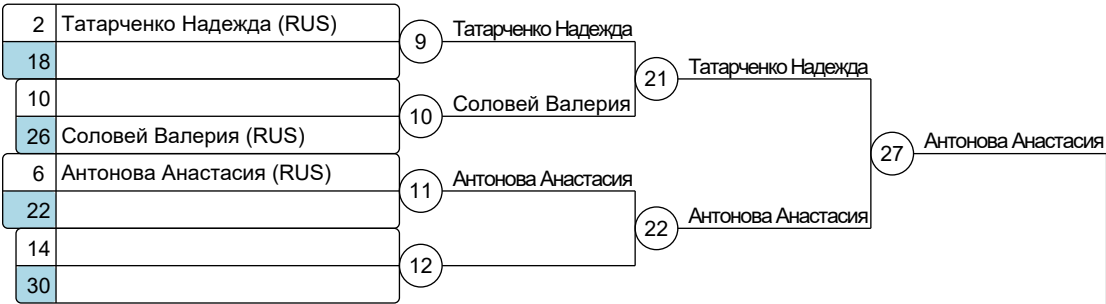 2 Татарченко Надежда (RUS)
18
10
26 Соловей Валерия (RUS)
6 Антонова Анастасия (RUS)
22
14
30
9 Татарченко Надежда
10 Соловей Валерия
11 Антонова Анастасия
12
21 Татарченко Надежда
22 Антонова Анастасия
27 Антонова Анастасия